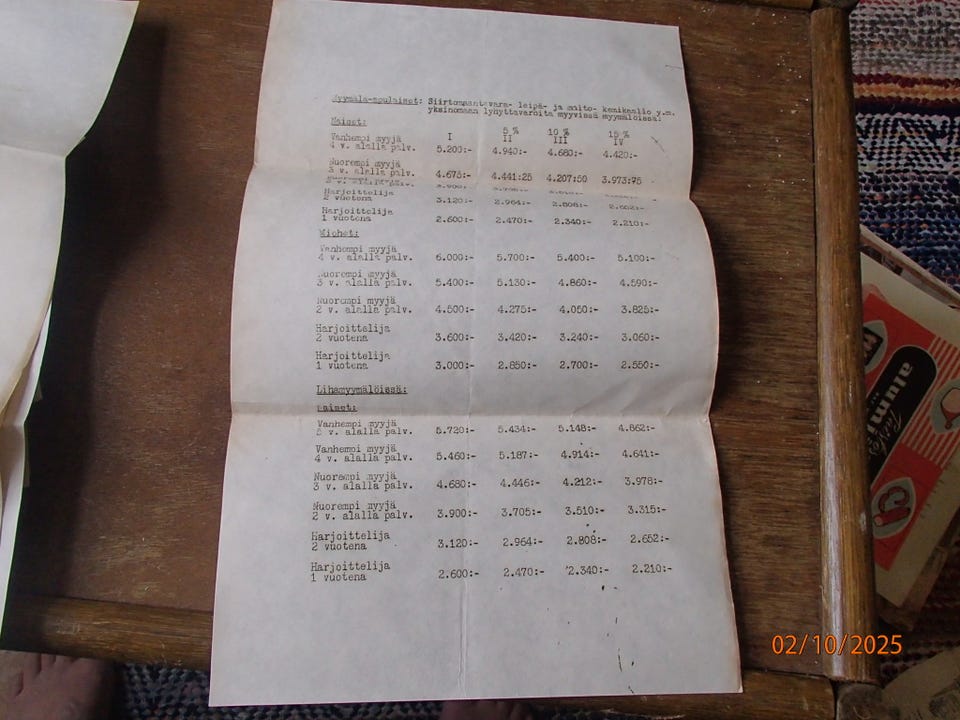 Myymälä-apulaiset: Siirtomaantavara- leipä- ja maito- kemikaalio y.m.
yksinomaan lyhyttavaroita myyvissä myymälöissä:
Naiset:
5 % 10 % 15 %
Vanhempi myyjä I II III IV
4 v. alalla palv. 5.200:- 4.940:- 4.680:- 4.420:-
Nuorempi myyjä
3 v. alalla palv. 4.675:- 4.441:25 4.207:50 3.973:75
Harjoittelija
2 vuotena 3.120:- 2.964:- 2.808:- 2.652:-
Harjoittelija
1 vuotena 2.600:- 2.470:- 2.340:- 2.210:-
Miehet:
Vanhempi myyjä
4 v. alalla palv. 6.000:- 5.700:- 5.400:- 5.100:-
Nuorempi myyjä
3 v. alalla palv. 5.400:- 5.130:- 4.860:- 4.590:-
Nuorempi myyjä
2 v. alalla palv. 4.500:- 4.275:- 4.050:- 3.825:-
Harjoittelija
2 vuotena 3.600:- 3.420:- 3.240:- 3.060:-
Harjoittelija
1 vuotena 3.000:- 2.850:- 2.700:- 2.550:-
Lihamyymälöissä:
Naiset:
Vanhempi myyjä
5 v. alalla palv. 5.720:- 5.434:- 5.148:- 4.862:-
Vanhempi myyjä
4 v. alalla palv. 5.460:- 5.187:- 4.914:- 4.641:-
Nuorempi myyjä
3 v. alalla palv. 4.680:- 4.446:- 4.212:- 3.978:-
Nuorempi myyjä
2 v. alalla palv. 3.900:- 3.705:- 3.510:- 3.315:-
Harjoittelija
2 vuotena 3.120:- 2.964:- 2.808:- 2.652:-
Harjoittelija
1 vuotena 2.600:- 2.470:- 2.340:- 2.210:-
02/10/2025